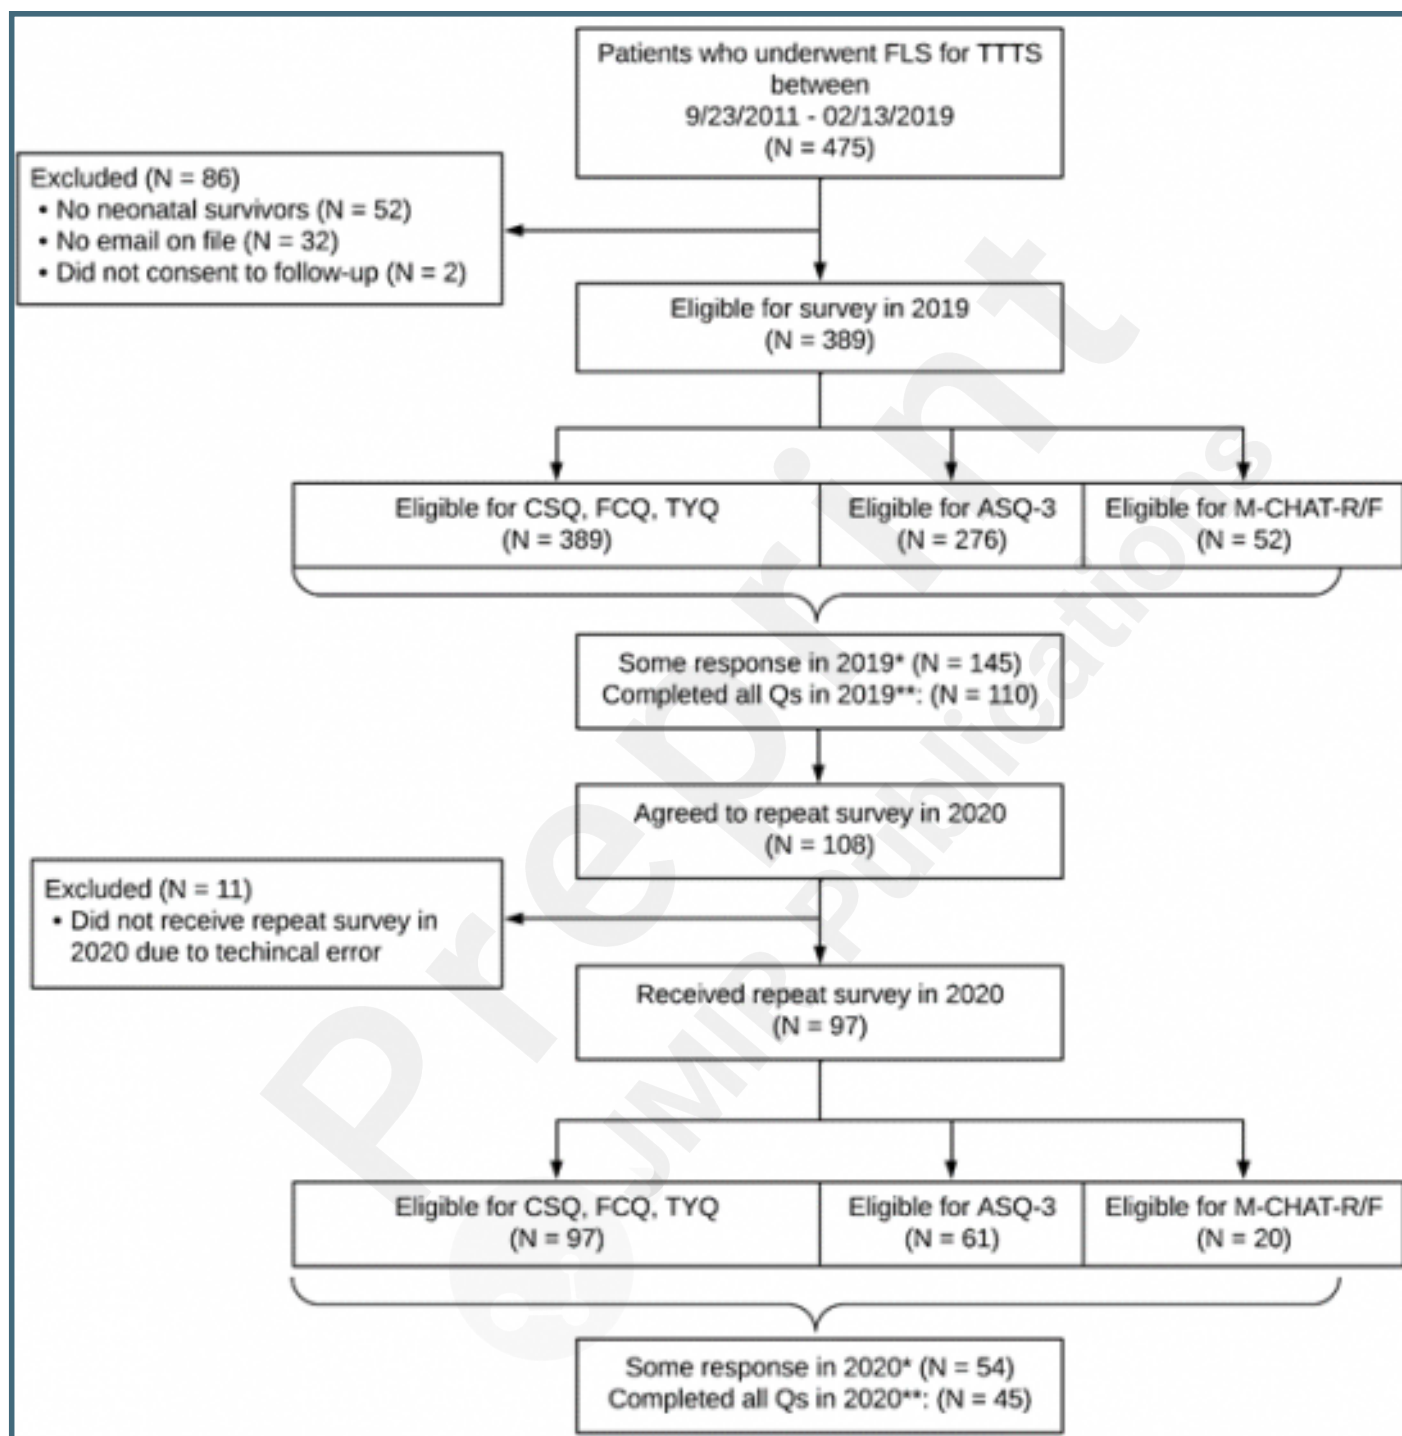 Patients who underwent FLS for TTTS
between
9/23/2011 - 02/13/2019
(N = 475)
Excluded (N = 86)
• No neonatal survivors (N = 52)
• No email on file (N = 32)
• Did not consent to follow-up (N = 2)
Eligible for survey in 2019
(N = 389)
Eligible for CSQ, FCQ, TYQ
(N = 389)
Eligible for ASQ-3
(N = 276)
Eligible for M-CHAT-R/F
(N = 52)
Some response in 2019* (N = 145)
Completed all Qs in 2019**: (N = 110)
Agreed to repeat survey in 2020
(N = 108)
Excluded (N = 11)
• Did not receive repeat survey in
2020 due to techincal error
Received repeat survey in 2020
(N = 97)
Eligible for CSQ, FCQ, TYQ
(N = 97)
Eligible for ASQ-3
(N = 61)
Eligible for M-CHAT-R/F
(N = 20)
Some response in 2020* (N = 54)
Completed all Qs in 2020**: (N = 45)
Preprint
JMIR Publications